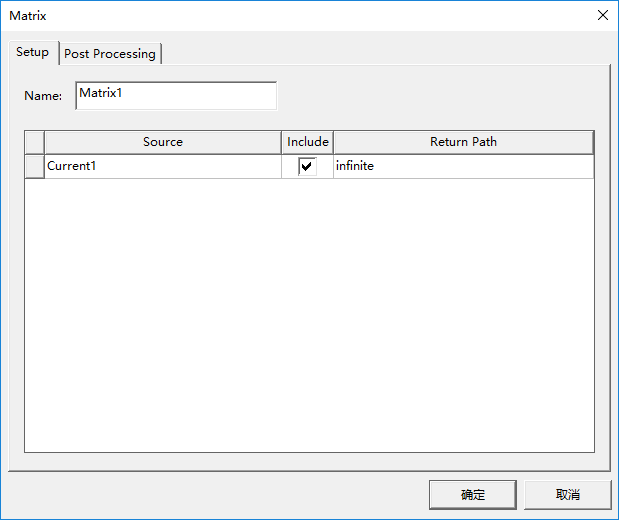 Matrix
Setup
Post Processing
Name:
Matrix1
Source
Include
Return Path
Current1
infinite
确定
取消